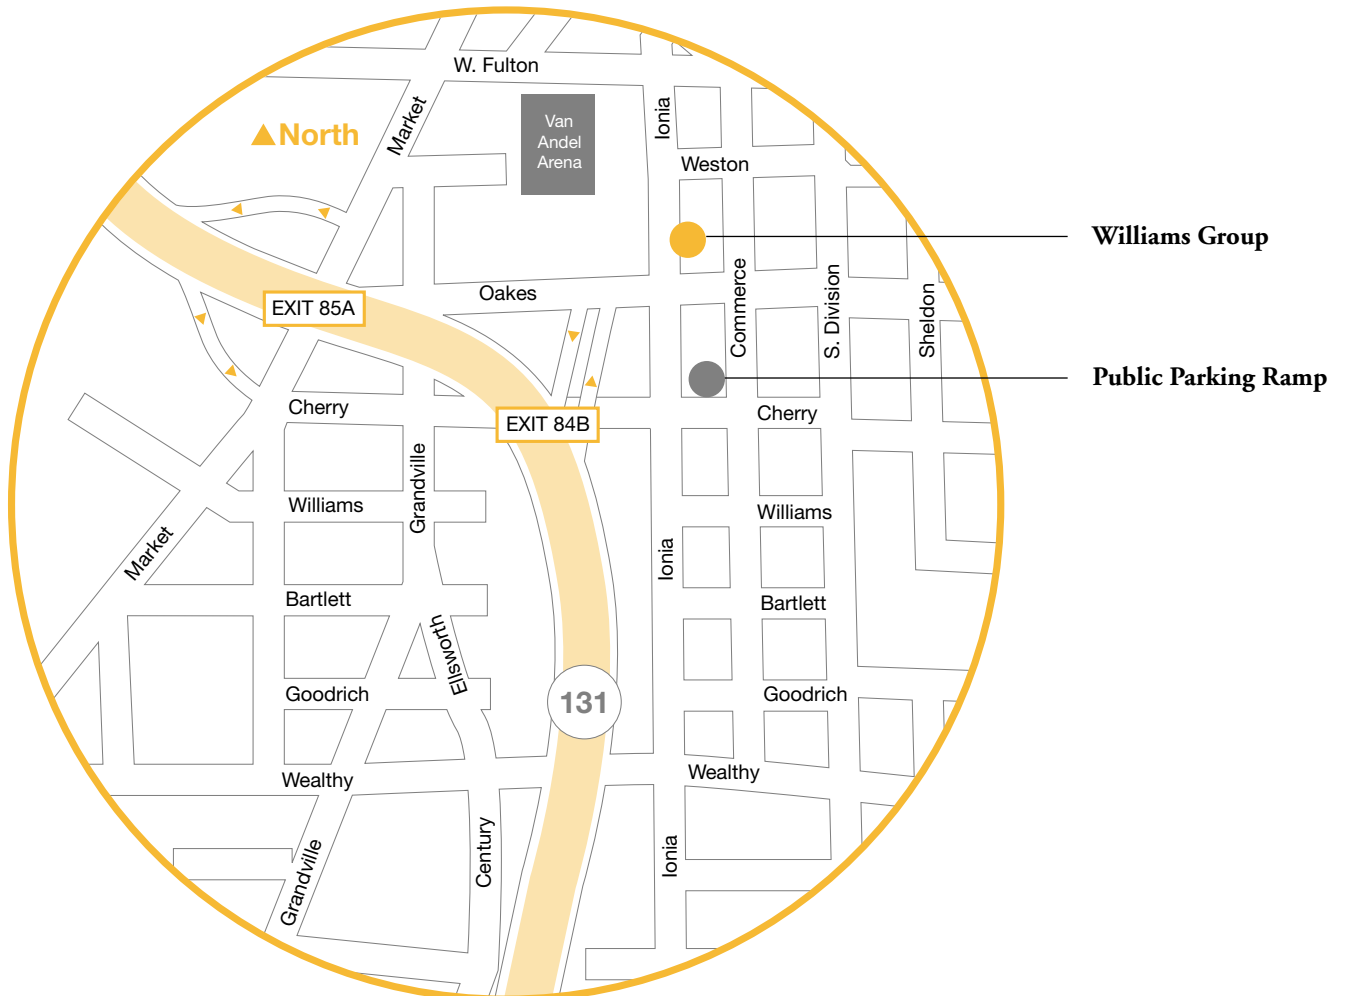 W. Fulton
Market
Van
Andel
Arena
Ionia
North
Weston
Williams Group
Commerce
S. Division
Sheldon
Oakes
EXIT 85A
Public Parking Ramp
Cherry
Cherry
EXIT 84B
Grandville
Williams
Williams
Market
Ionia
Bartlett
Bartlett
Ellsworth
Goodrich
Goodrich
131
Wealthy
Wealthy
Century
Ionia
Grandville